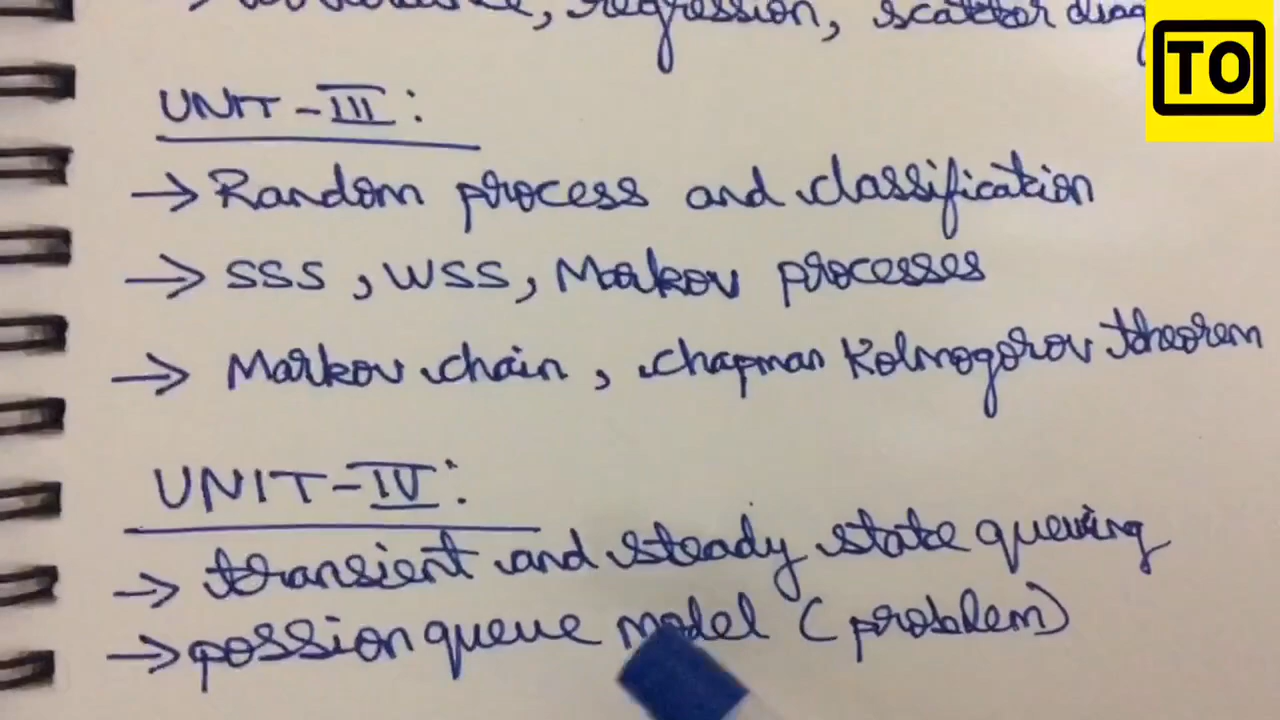 regression, scatter diag
TO
UNIT-III:
→ Random process and classification
→ SSS, WSS, Markov processes
→ Markov chain, chapman Kolmogorov theorem
UNIT-IV:
→ transient and steady state queuing
→ possion queue model (problem)